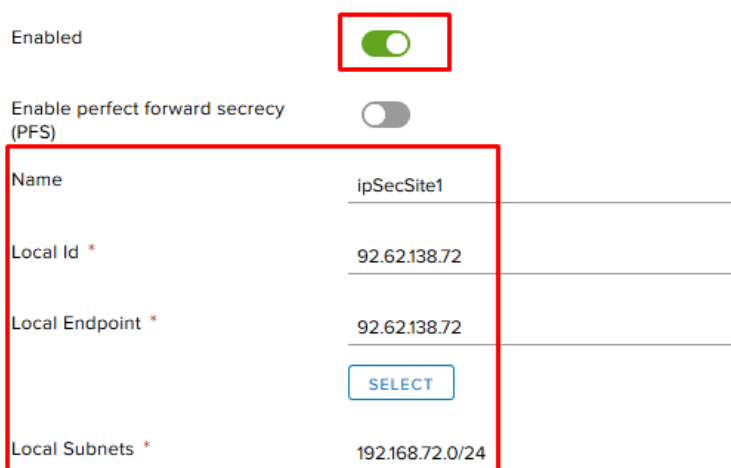 Enabled
Enable perfect forward secrecy
(PFS)
Name ipSecSite1
Local Id * 92.62.138.72
Local Endpoint * 92.62.138.72
SELECT
Local Subnets * 192.168.72.0/24